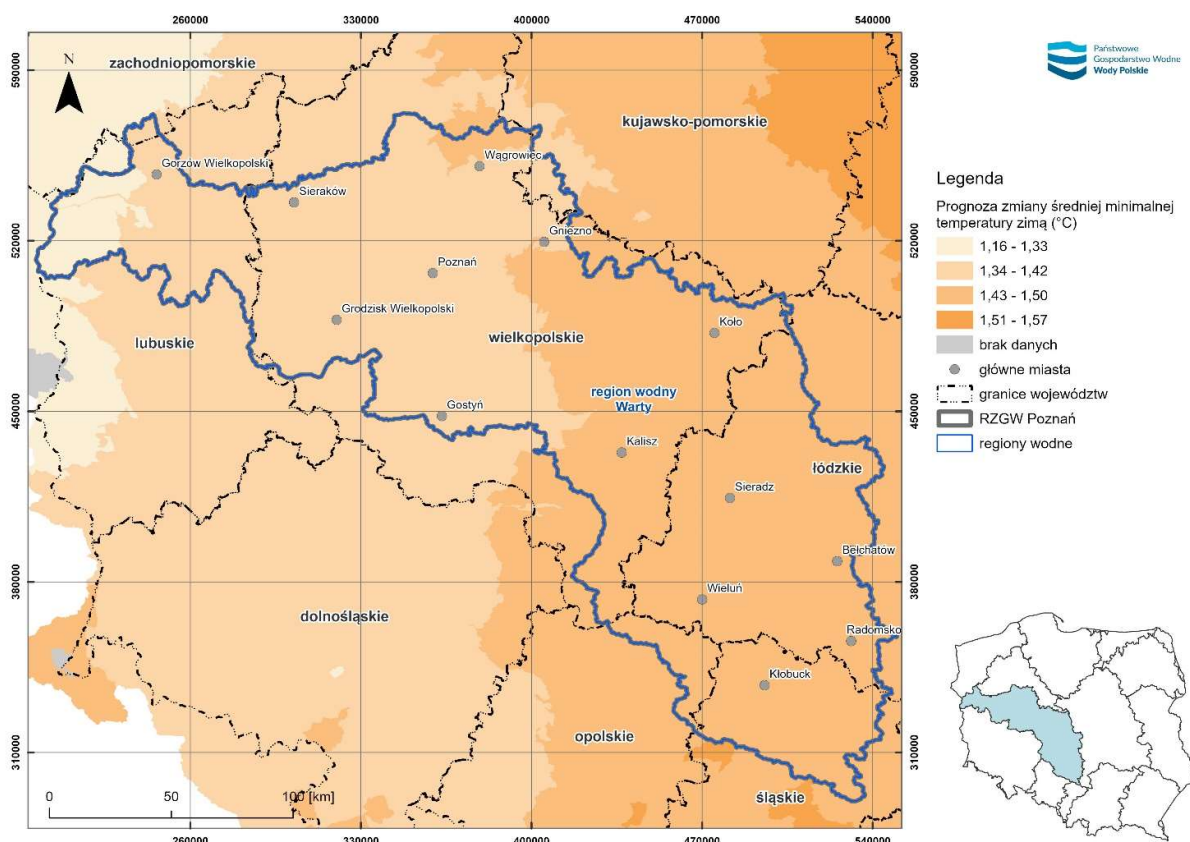 260000 330000 400000 470000 540000
590000 590000
N
zachodniopomorskie
kujawsko-pomorskie
Gorzów Wielkopolski
Wągrowiec
Sieraków
520000 520000
Gniezno
Poznań
Grodzisk Wielkopolski
Koło
lubuskie
wielkopolskie
region wodny
Warty
450000 450000
Gostyń
Kalisz
łódzkie
Sieradz
Bełchatów
380000 380000
Wieluń
dolnośląskie
Radomsko
Kłobuck
opolskie
310000 310000
śląskie
0 50 100 [km]
260000 330000 400000 470000 540000
Państwowe
Gospodarstwo Wodne
Wody Polskie
Legenda
Prognoza zmiany średniej minimalnej
temperatury zimą (°C)
1,16 - 1,33
1,34 - 1,42
1,43 - 1,50
1,51 - 1,57
brak danych
główne miasta
granice województw
RZGW Poznań
regiony wodne